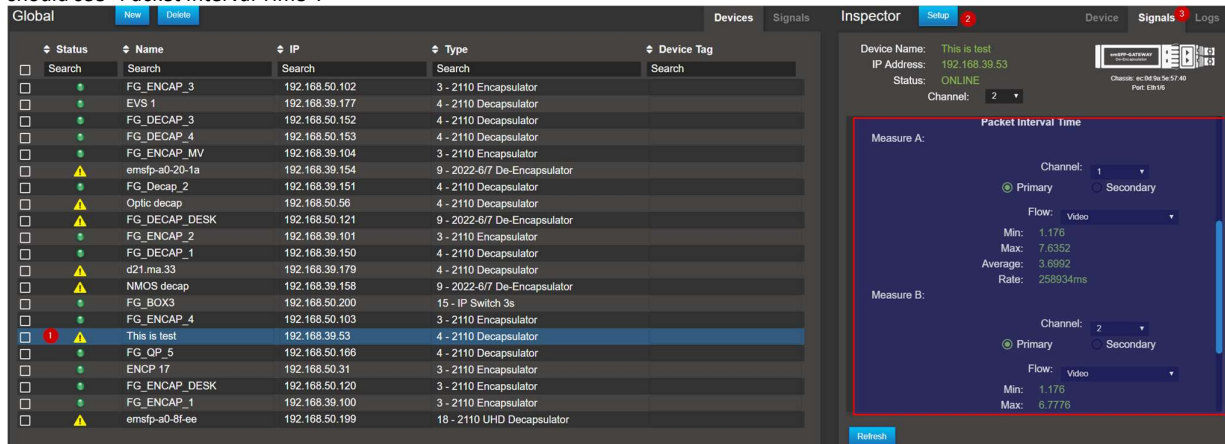 Global New Delete Devices Signals
Status Name IP Type Device Tag
Search Search Search Search Search
FG_ENCAP_3 192.168.50.102 3 - 2110 Encapsulator
EVS 1 192.168.39.177 4 - 2110 Decapsulator
FG_DECAP_3 192.168.50.152 4 - 2110 Decapsulator
FG_DECAP_4 192.168.50.153 4 - 2110 Decapsulator
FG_ENCAP_MV 192.168.39.104 3 - 2110 Encapsulator
emsfp-a0-20-1a 192.168.39.154 9 - 2022-6/7 De-Encapsulator
FG_Decap_2 192.168.39.151 4 - 2110 Decapsulator
Optic decap 192.168.50.56 4 - 2110 Decapsulator
FG_DECAP_DESK 192.168.50.121 9 - 2022-6/7 De-Encapsulator
FG_ENCAP_2 192.168.39.101 3 - 2110 Encapsulator
FG_DECAP_1 192.168.39.150 4 - 2110 Decapsulator
d21.ma.33 192.168.39.179 4 - 2110 Decapsulator
NMOS decap 192.168.39.158 9 - 2022-6/7 De-Encapsulator
FG_BOX3 192.168.50.200 15 - IP Switch 3s
FG_ENCAP_4 192.168.50.103 3 - 2110 Encapsulator
1 This is test 192.168.39.53 4 - 2110 Decapsulator
FG_QP_5 192.168.50.166 4 - 2110 Decapsulator
ENCP 17 192.168.50.31 3 - 2110 Encapsulator
FG_ENCAP_DESK 192.168.50.120 3 - 2110 Encapsulator
FG_ENCAP_1 192.168.39.100 3 - 2110 Encapsulator
emsfp-a0-8f-ee 192.168.50.199 18 - 2110 UHD Decapsulator
Inspector Setup 2 Device Signals 3 Logs
Device Name: This is test
IP Address: 192.168.39.53
Status: ONLINE
Channel: 2
emSFP-GATEWAY
De-Encapsulator
Chassis: ec:0d:9a:5e:57:40
Port: Eth1/6
Packet Interval Time
Measure A:
Channel: 1
Primary Secondary
Flow: Video
Min: 1.176
Max: 7.6352
Average: 3.6992
Rate: 258934ms
Measure B:
Channel: 2
Primary Secondary
Flow: Video
Min: 1.176
Max: 6.7776
Refresh